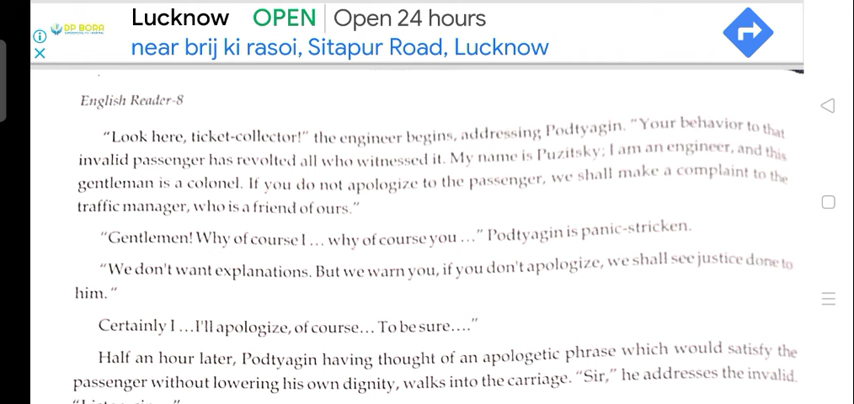 DP BORA
Lucknow OPEN Open 24 hours
near brij ki rasoi, Sitapur Road, Lucknow
English Reader-8
"Look here, ticket-collector!" the engineer begins, addressing Podtyagin. "Your behavior to that
invalid passenger has revolted all who witnessed it. My name is Puzitsky; I am an engineer, and this
gentleman is a colonel. If you do not apologize to the passenger, we shall make a complaint to the
traffic manager, who is a friend of ours."
"Gentlemen! Why of course I ... why of course you ..." Podtyagin is panic-stricken.
"We don't want explanations. But we warn you, if you don't apologize, we shall see justice done to
him."
Certainly I ...I'll apologize, of course... To be sure...."
Half an hour later, Podtyagin having thought of an apologetic phrase which would satisfy the
passenger without lowering his own dignity, walks into the carriage. "Sir," he addresses the invalid.